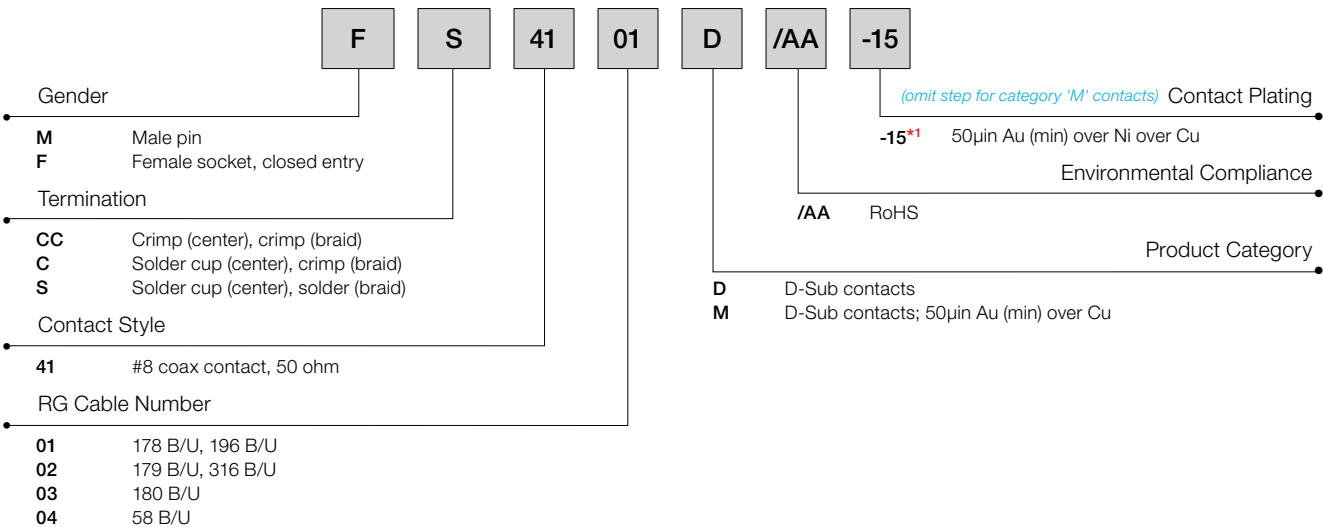 F S 41 01 D /AA -15
Gender
M Male pin
F Female socket, closed entry
Termination
CC Crimp (center), crimp (braid)
C Solder cup (center), crimp (braid)
S Solder cup (center), solder (braid)
Contact Style
41 #8 coax contact, 50 ohm
RG Cable Number
01 178 B/U, 196 B/U
02 179 B/U, 316 B/U
03 180 B/U
04 58 B/U
(omit step for category 'M' contacts) Contact Plating
-15*1 50µin Au (min) over Ni over Cu
Environmental Compliance
/AA RoHS
Product Category
D D-Sub contacts
M D-Sub contacts; 50µin Au (min) over Cu